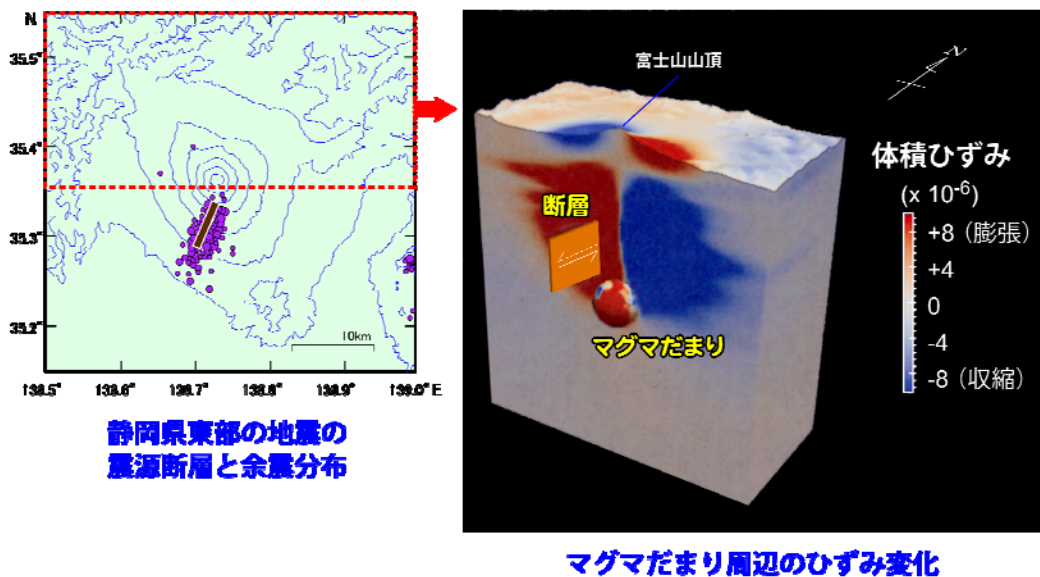 N
35.5°
35.4°
35.3°
35.2°
10km
138.5°
138.6°
138.7°
138.8°
138.9°
139.0°E
静岡県東部の地震の
震源断層と余震分布
富士山山頂
N
断層
マグマだまり
体積ひずみ
(x 10-6)
+8 (膨張)
+4
0
-4
-8 (収縮)
マグマだまり周辺のひずみ変化